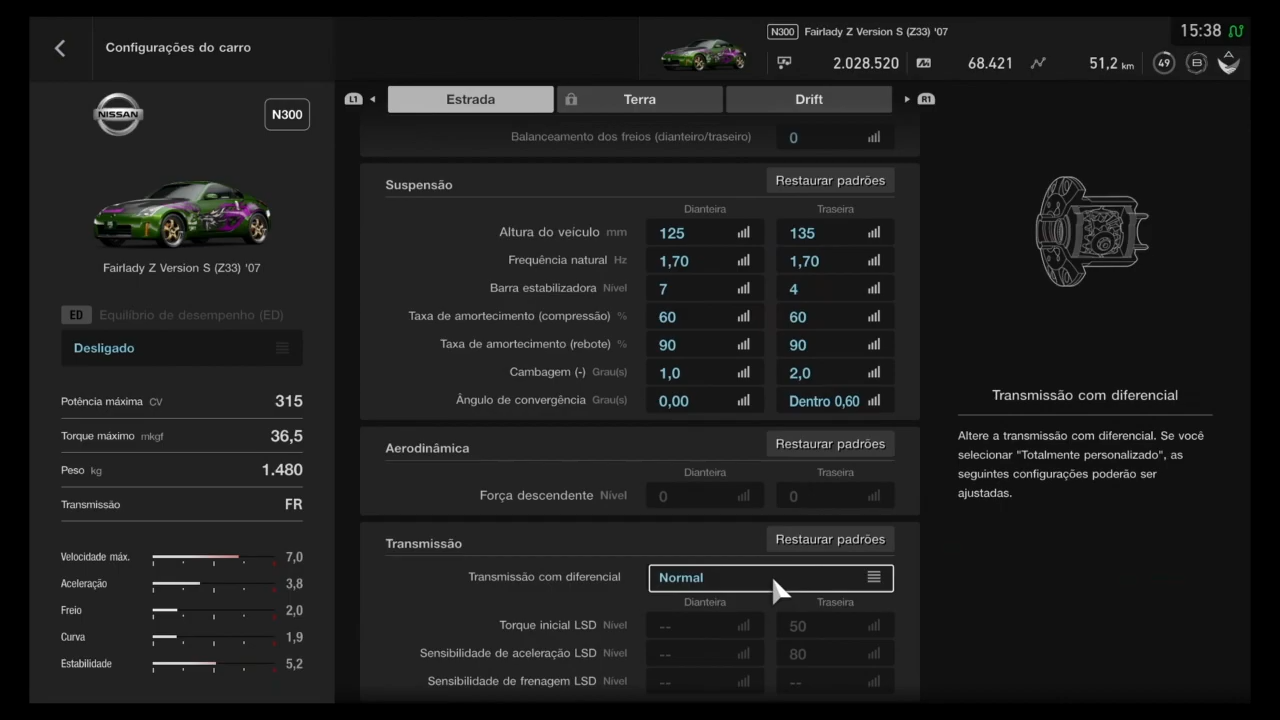 Configurações do carro
N300 Fairlady Z Version S (Z33) '07
15:38
2.028.520 68.421 51,2 km 49 B
NISSAN
N300
Fairlady Z Version S (Z33) '07
ED Equilíbrio de desempenho (ED)
Desligado
Potência máxima CV 315
Torque máximo mkgf 36,5
Peso kg 1.480
Transmissão FR
Velocidade máx. 7,0
Aceleração 3,8
Freio 2,0
Curva 1,9
Estabilidade 5,2
L1 Estrada Terra Drift R1
Balanceamento dos freios (dianteiro/traseiro) 0
Suspensão Restaurar padrões
Dianteira Traseira
Altura do veículo mm 125 135
Frequência natural Hz 1,70 1,70
Barra estabilizadora Nível 7 4
Taxa de amortecimento (compressão) % 60 60
Taxa de amortecimento (rebote) % 90 90
Cambagem (-) Grau(s) 1,0 2,0
Ângulo de convergência Grau(s) 0,00 Dentro 0,60
Aerodinâmica Restaurar padrões
Dianteira Traseira
Força descendente Nível 0 0
Transmissão Restaurar padrões
Transmissão com diferencial Normal
Dianteira Traseira
Torque inicial LSD Nível -- 50
Sensibilidade de aceleração LSD Nível -- 80
Sensibilidade de frenagem LSD Nível -- --
Transmissão com diferencial
Altere a transmissão com diferencial. Se você
selecionar "Totalmente personalizado", as
seguintes configurações poderão ser
ajustadas.